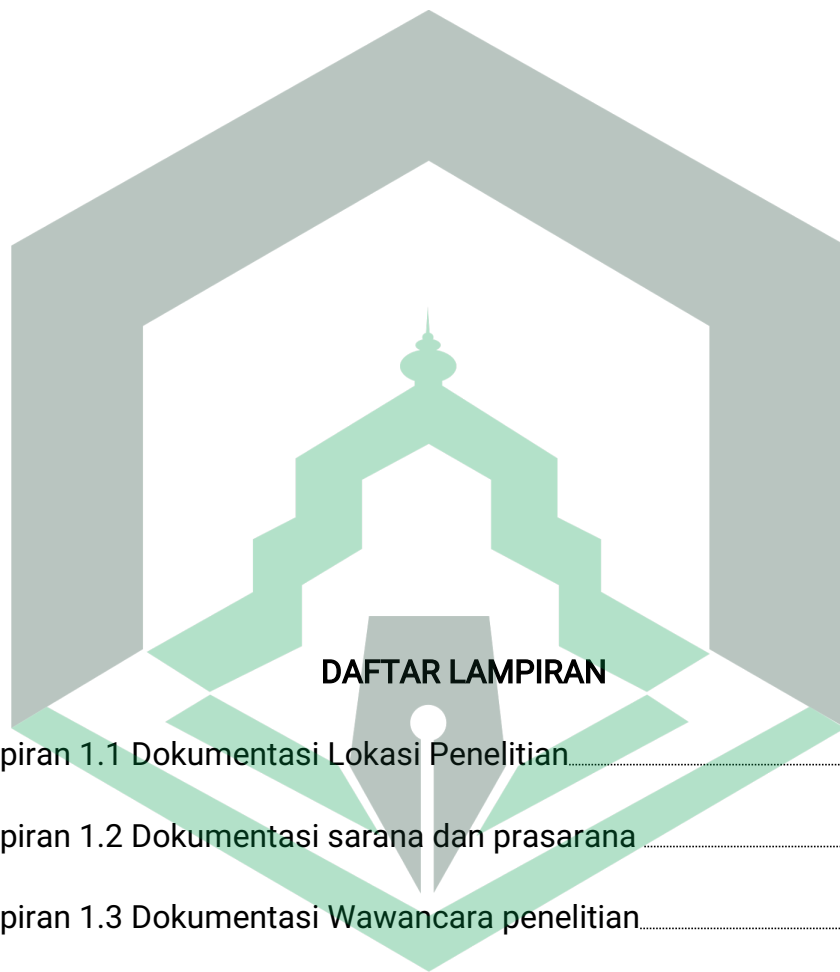 DAFTAR LAMPIRAN
piran 1.1 Dokumentasi Lokasi Penelitian
piran 1.2 Dokumentasi sarana dan prasarana
piran 1.3 Dokumentasi Wawancara penelitian